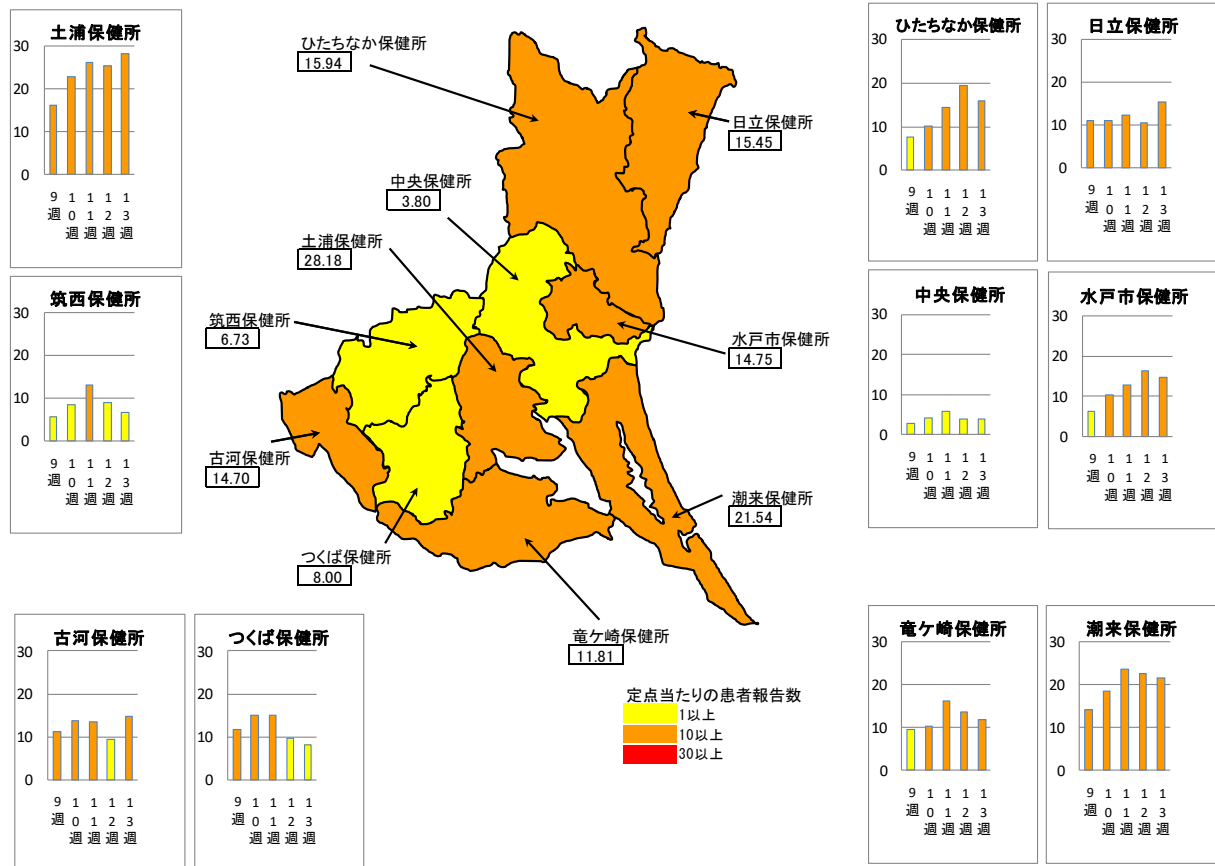 土浦保健所
30
20
10
0
9週
10週
11週
12週
13週
筑西保健所
30
20
10
0
9週
10週
11週
12週
13週
古河保健所
30
20
10
0
9週
10週
11週
12週
13週
つくば保健所
30
20
10
0
9週
10週
11週
12週
13週
ひたちなか保健所
15.94
日立保健所
15.45
中央保健所
3.80
土浦保健所
28.18
筑西保健所
6.73
水戸市保健所
14.75
古河保健所
14.70
潮来保健所
21.54
つくば保健所
8.00
竜ケ崎保健所
11.81
定点当たりの患者報告数
1以上
10以上
30以上
ひたちなか保健所
30
20
10
0
9週
10週
11週
12週
13週
日立保健所
30
20
10
0
9週
10週
11週
12週
13週
中央保健所
30
20
10
0
9週
10週
11週
12週
13週
水戸市保健所
30
20
10
0
9週
10週
11週
12週
13週
竜ケ崎保健所
30
20
10
0
9週
10週
11週
12週
13週
潮来保健所
30
20
10
0
9週
10週
11週
12週
13週